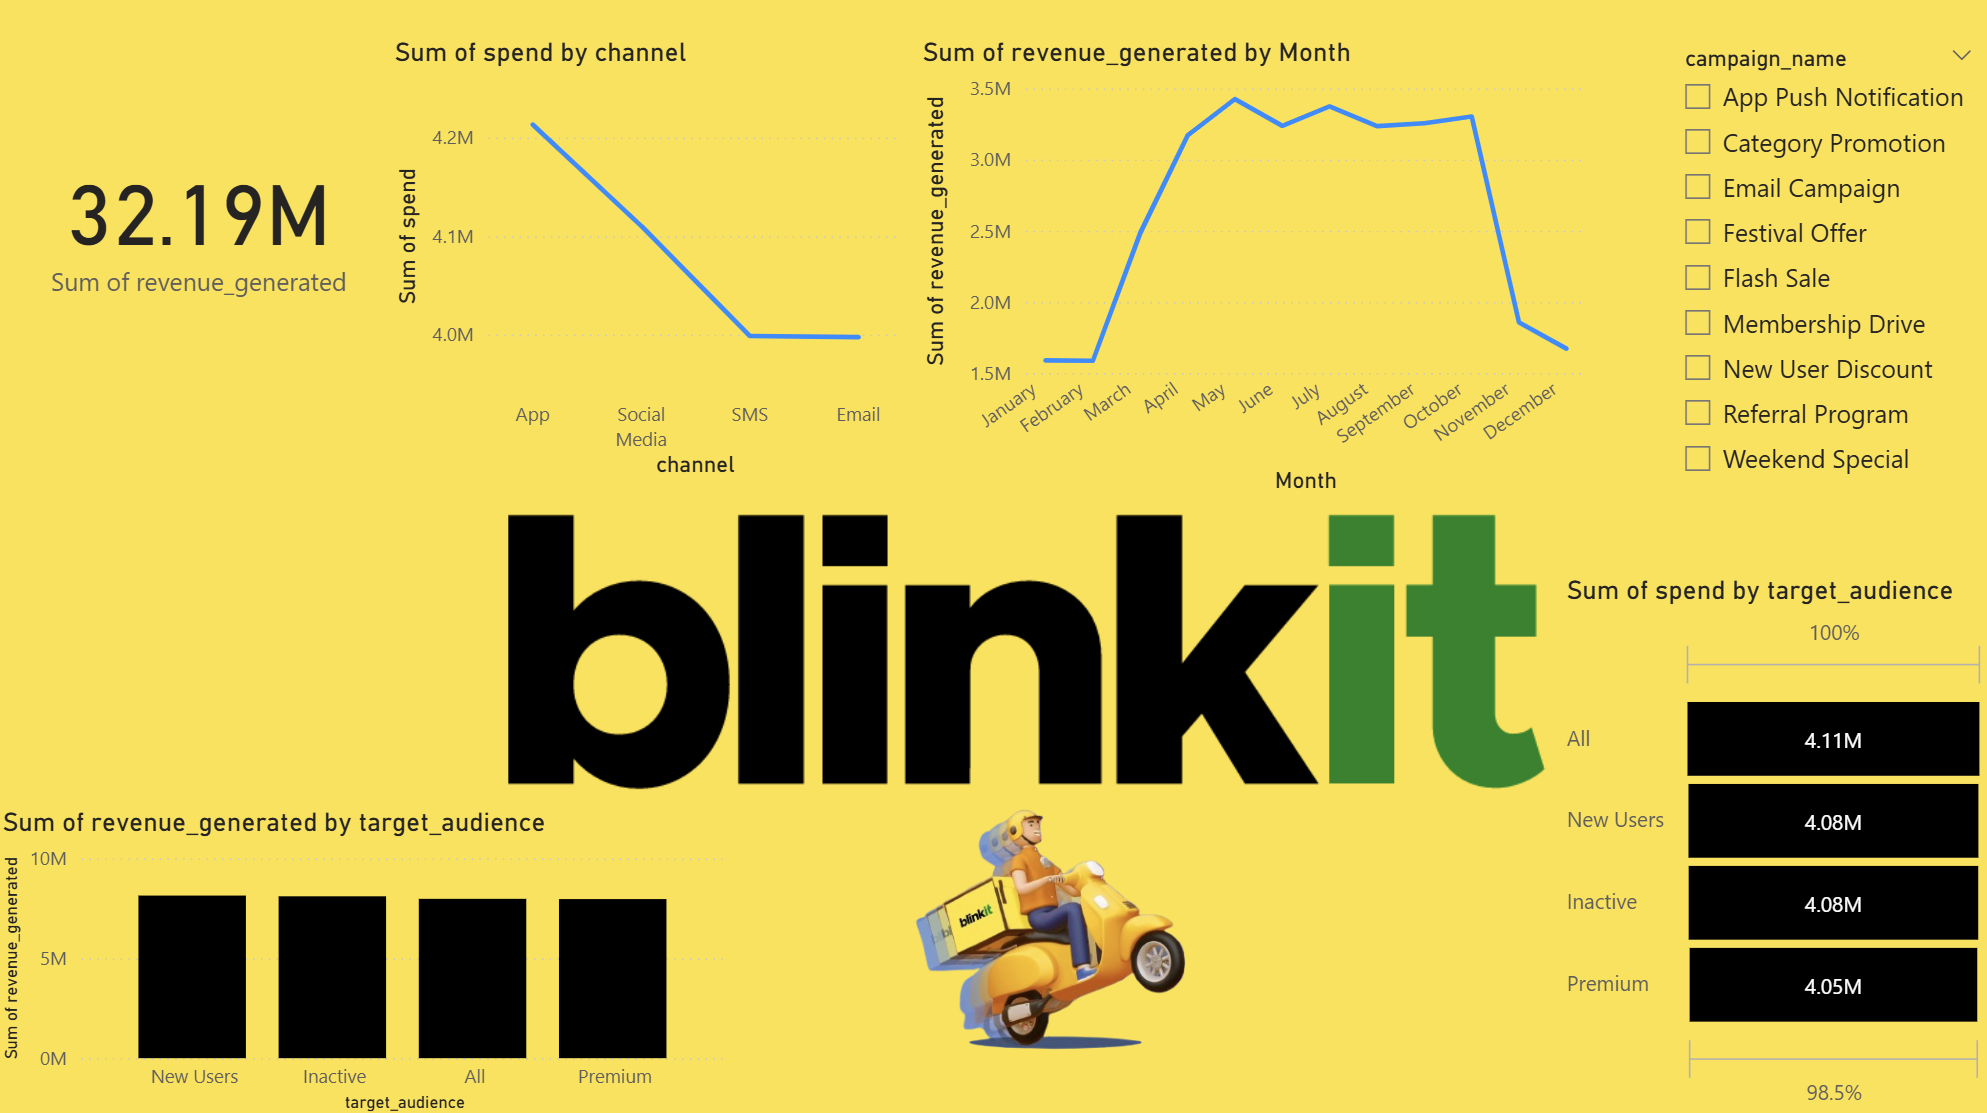 32.19M
Sum of revenue_generated
Sum of spend by channel
Sum of spend
4.2M
4.1M
4.0M
App
Social
Media
SMS
Email
channel
Sum of revenue_generated by Month
Sum of revenue_generated
3.5M
3.0M
2.5M
2.0M
1.5M
January
February
March
April
May
June
July
August
September
October
November
December
Month
campaign_name
App Push Notification
Category Promotion
Email Campaign
Festival Offer
Flash Sale
Membership Drive
New User Discount
Referral Program
Weekend Special
blinkit
Sum of spend by target_audience
100%
All
4.11M
New Users
4.08M
Inactive
4.08M
Premium
4.05M
98.5%
Sum of revenue_generated by target_audience
Sum of revenue_generated
10M
5M
0M
New Users
Inactive
All
Premium
target_audience
blinkit